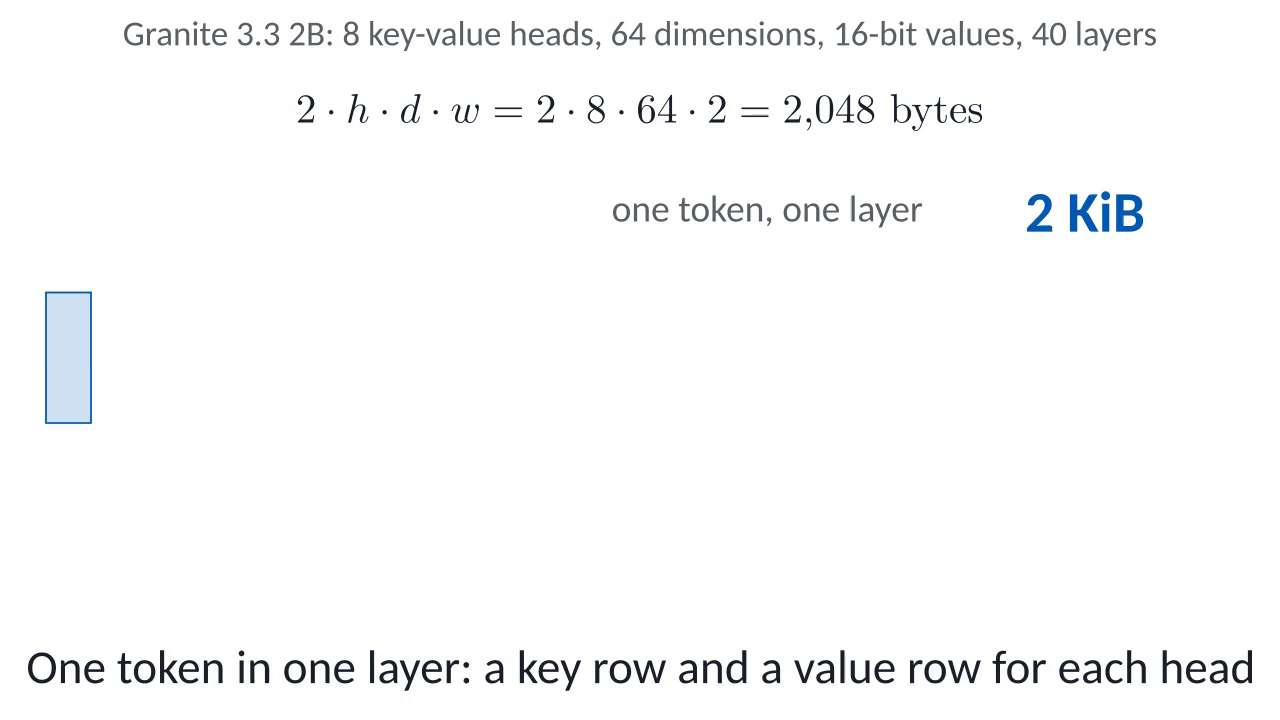 Granite 3.3 2B: 8 key-value heads, 64 dimensions, 16-bit values, 40 layers
2 · h · d · w = 2 · 8 · 64 · 2 = 2,048 bytes
one token, one layer 2 KiB
One token in one layer: a key row and a value row for each head